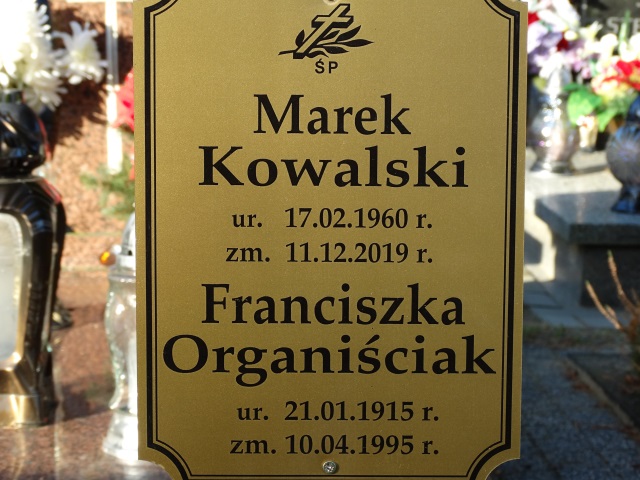 ŚP
Marek
Kowalski
ur. 17.02.1960 r.
zm. 11.12.2019 r.
Franciszka
Organiściak
ur. 21.01.1915 r.
zm. 10.04.1995 r.